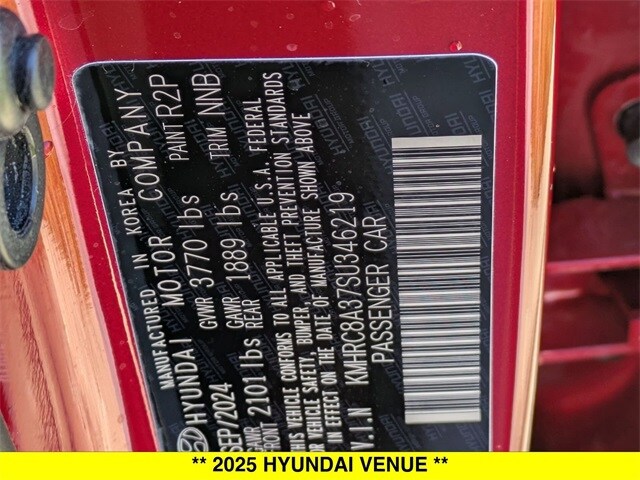 MANUFACTURED IN KOREA BY
HYUNDAI MOTOR COMPANY
SEP/2024 GVWR 3770 lbs PANT R2P
GAWR FRONT 2101 lbs GAWR REAR 1889 lbs TRIM NNB
THIS VEHICLE CONFORMS TO ALL APPLICABLE U.S.A. FEDERAL
MOTOR VEHICLE SAFETY, BUMPER, AND THEFT PREVENTION STANDARDS
IN EFFECT ON THE DATE OF MANUFACTURE SHOWN ABOVE
V.I.N KMHRC8A37SU346219
PASSENGER CAR
** 2025 HYUNDAI VENUE **